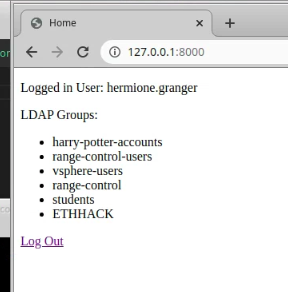 Home
127.0.0.1:8000
Logged in User: hermione.granger
LDAP Groups:
harry-potter-accounts
range-control-users
vsphere-users
range-control
students
ETHHACK
Log Out